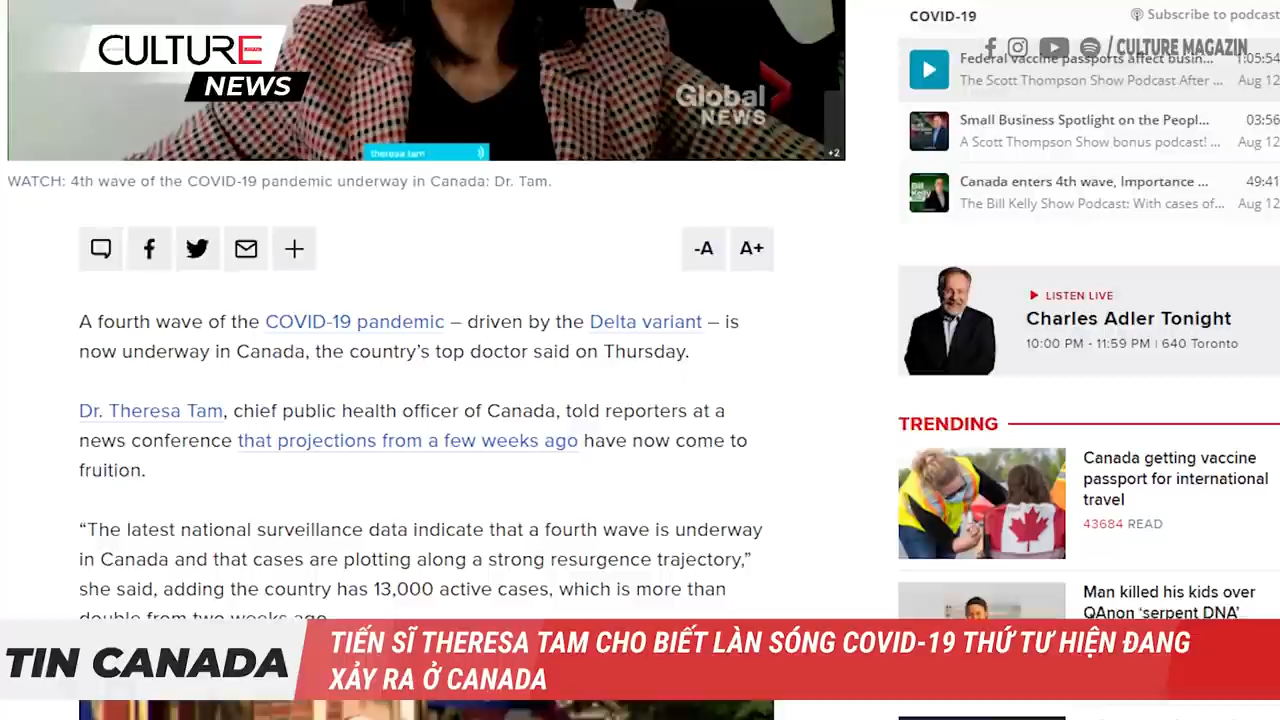 CULTURE
NEWS
Global
NEWS
theresa tam
+2
WATCH: 4th wave of the COVID-19 pandemic underway in Canada: Dr. Tam.
-A A+
A fourth wave of the COVID-19 pandemic – driven by the Delta variant – is
now underway in Canada, the country's top doctor said on Thursday.
Dr. Theresa Tam, chief public health officer of Canada, told reporters at a
news conference that projections from a few weeks ago have now come to
fruition.
“The latest national surveillance data indicate that a fourth wave is underway
in Canada and that cases are plotting along a strong resurgence trajectory,”
she said, adding the country has 13,000 active cases, which is more than
double from two weeks ago.
COVID-19
Subscribe to podcast
/ CULTURE MAGAZIN
Federal vaccine passports affect busin... 1:05:54
The Scott Thompson Show Podcast After ... Aug 12
Small Business Spotlight on the Peopl... 03:56
A Scott Thompson Show bonus podcast! ... Aug 12
Canada enters 4th wave, Importance ... 49:41
The Bill Kelly Show Podcast: With cases of... Aug 12
LISTEN LIVE
Charles Adler Tonight
10:00 PM - 11:59 PM | 640 Toronto
TRENDING
Canada getting vaccine
passport for international
travel
43684 READ
Man killed his kids over
QAnon ‘serpent DNA’
TIN CANADA
TIẾN SĨ THERESA TAM CHO BIẾT LÀN SÓNG COVID-19 THỨ TƯ HIỆN ĐANG
XẢY RA Ở CANADA